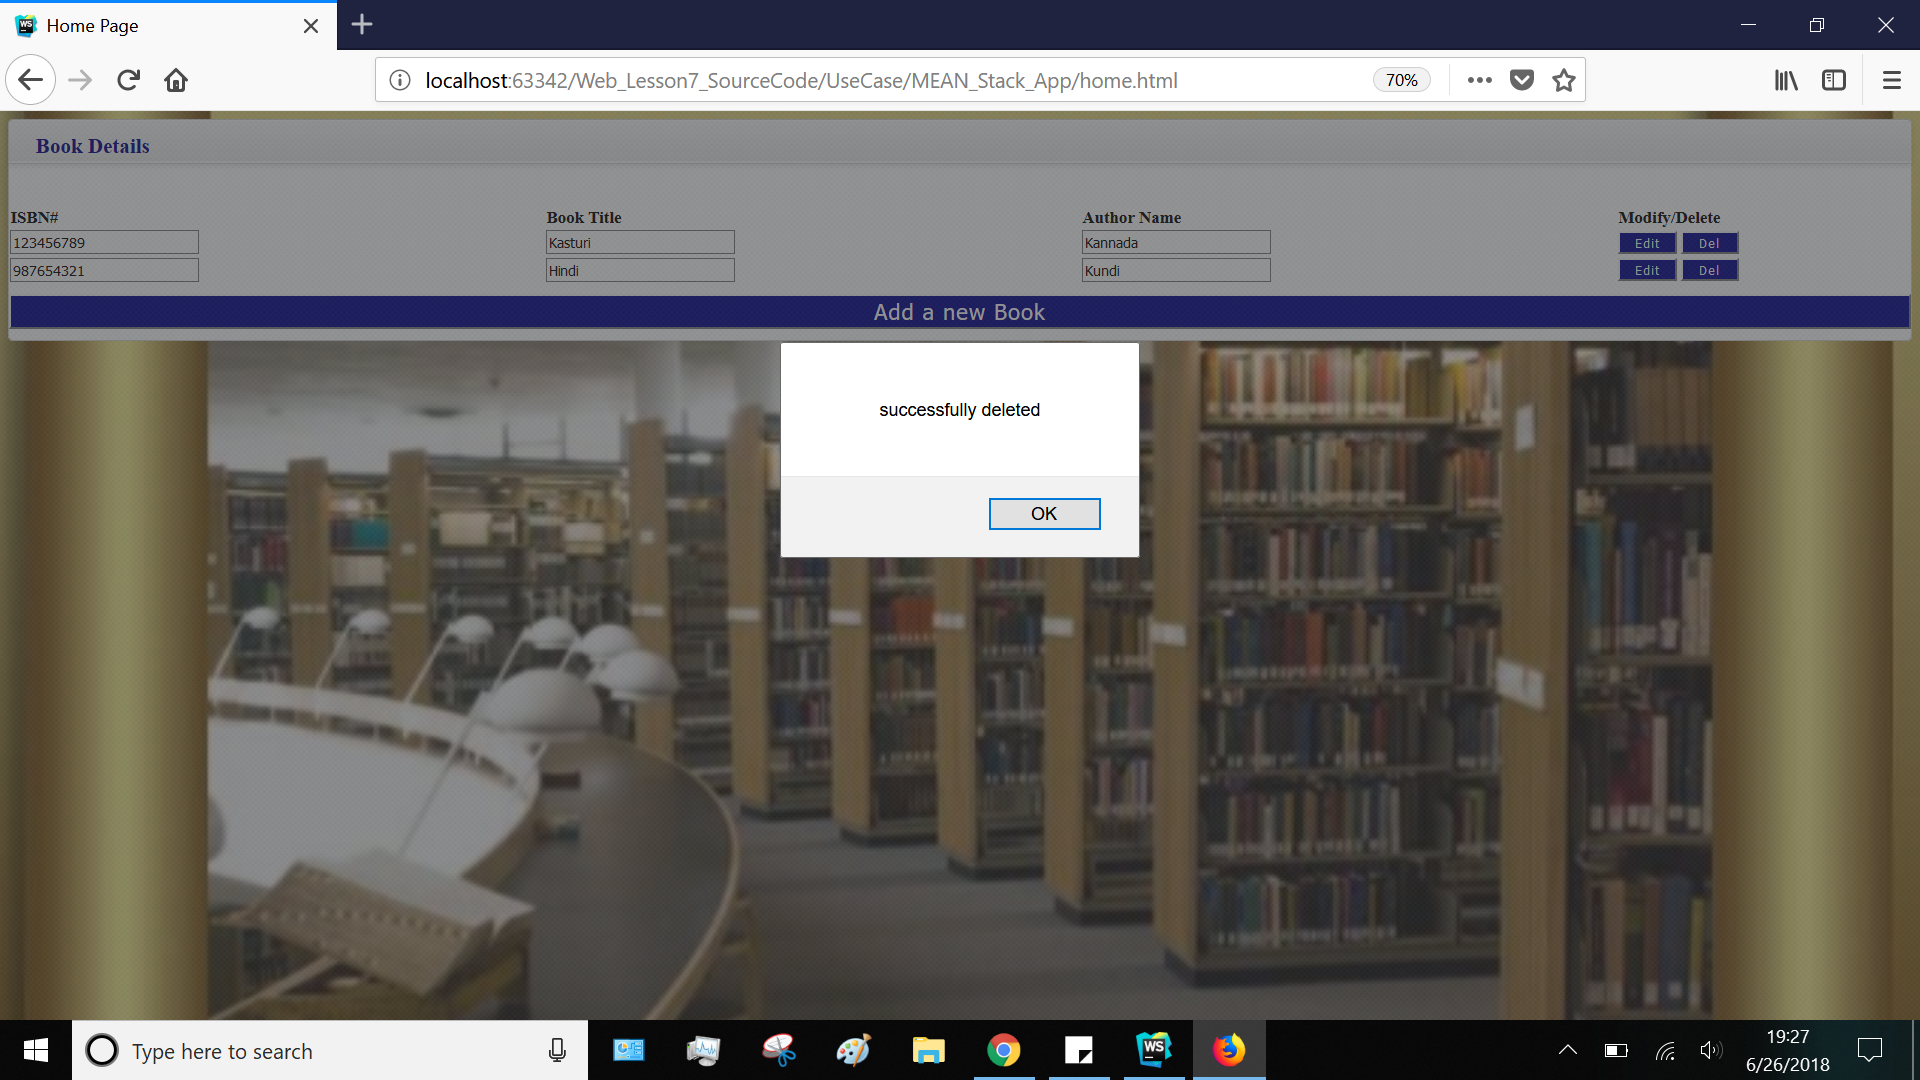 Home Page
localhost:63342/Web_Lesson7_SourceCode/UseCase/MEAN_Stack_App/home.html 70%
Book Details
ISBN# Book Title Author Name Modify/Delete
123456789 Kasturi Kannada Edit Del
987654321 Hindi Kundi Edit Del
Add a new Book
successfully deleted
OK
Type here to search
WS
19:27
6/26/2018